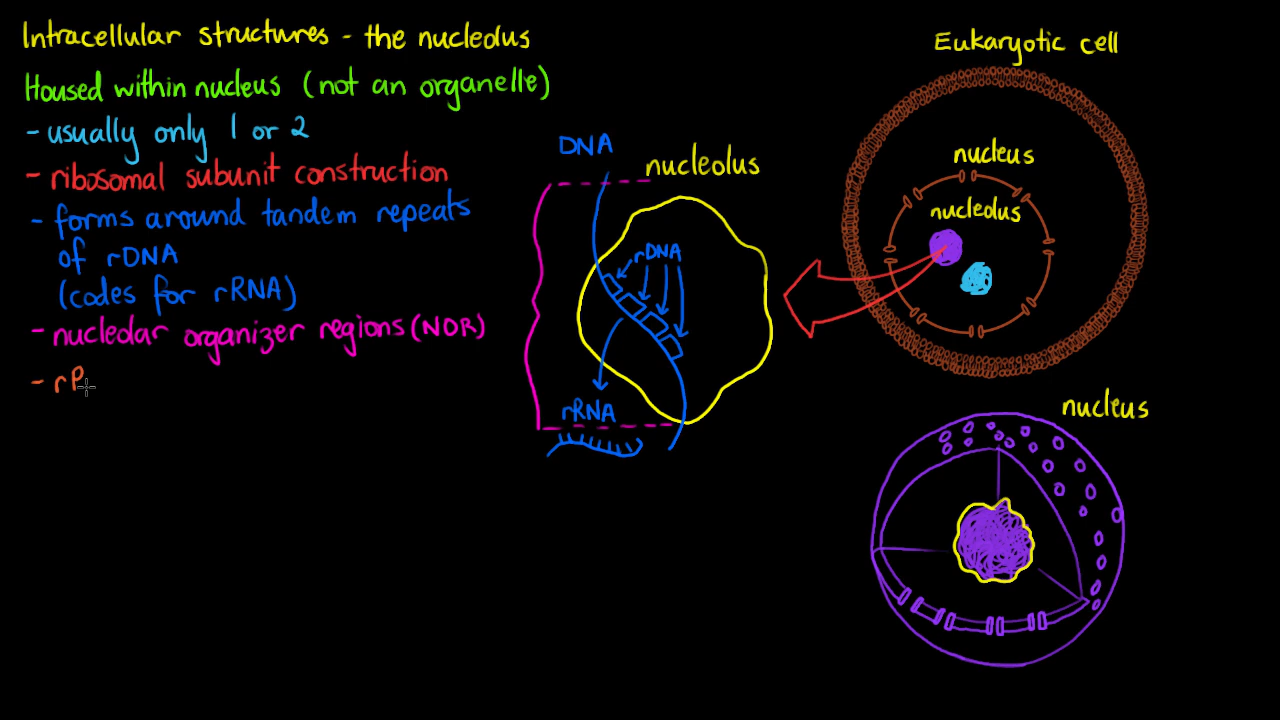 Intracellular structures - the nucleolus
Housed within nucleus (not an organelle)
- usually only 1 or 2
- ribosomal subunit construction
- forms around tandem repeats
of rDNA
(codes for rRNA)
- nucleolar organizer regions (NOR)
- rP
DNA
nucleolus
rDNA
rRNA
Eukaryotic cell
nucleus
nucleolus
nucleus